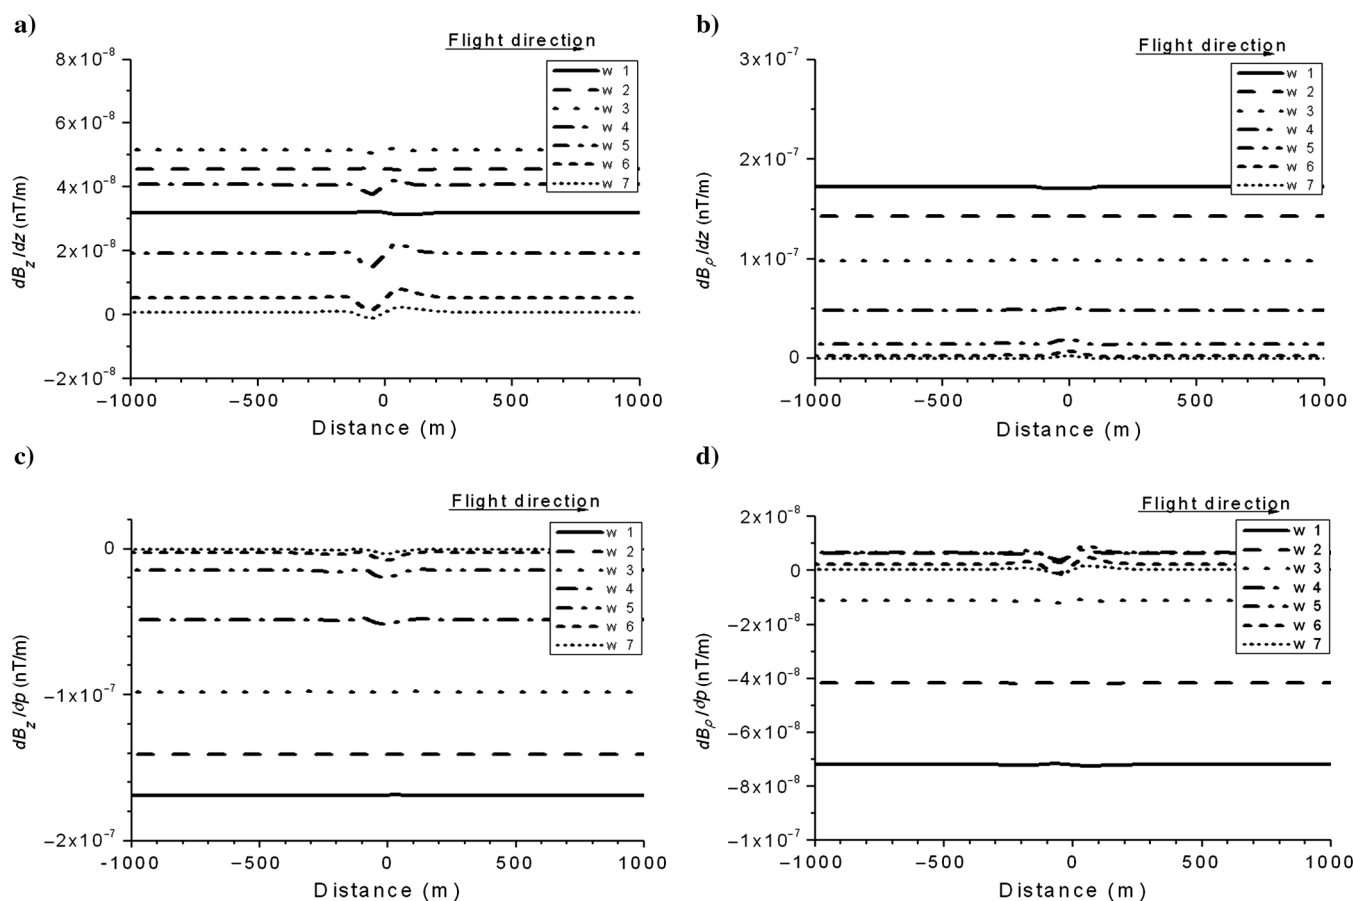 a)
Flight direction
8x10⁻⁸
6x10⁻⁸
4x10⁻⁸
2x10⁻⁸
0
−2x10⁻⁸
dB_z/dz (nT/m)
w 1
w 2
w 3
w 4
w 5
w 6
w 7
−1000
−500
0
500
1000
Distance (m)
b)
Flight direction
3x10⁻⁷
2x10⁻⁷
1x10⁻⁷
0
dB_ρ/dz (nT/m)
w 1
w 2
w 3
w 4
w 5
w 6
w 7
−1000
−500
0
500
1000
Distance (m)
c)
Flight direction
0
−1x10⁻⁷
−2x10⁻⁷
dB_z/dp (nT/m)
w 1
w 2
w 3
w 4
w 5
w 6
w 7
-1000
−500
0
500
1000
Distance (m)
d)
Flight direction
2x10⁻⁸
0
−2x10⁻⁸
−4x10⁻⁸
−6x10⁻⁸
−8x10⁻⁸
−1x10⁻⁷
dB_ρ/dp (nT/m)
w 1
w 2
w 3
w 4
w 5
w 6
w 7
−1000
−500
0
500
1000
Distance (m)